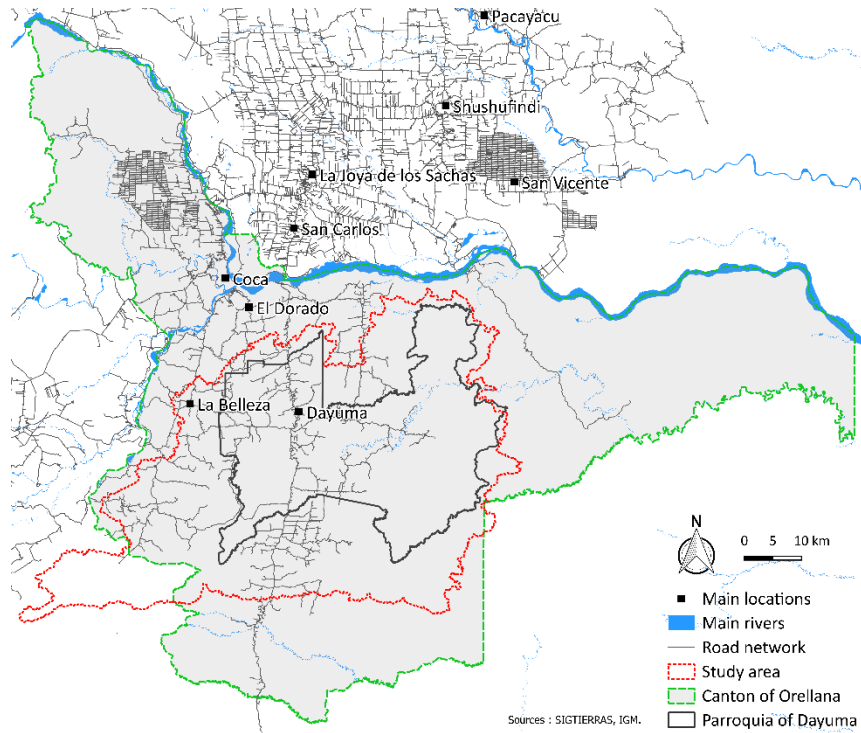 Pacayacu
Shushufindi
La Joya de los Sachas
San Vicente
San Carlos
Coca
El Dorado
La Belleza
Dayuma
N
0 5 10 km
Main locations
Main rivers
Road network
Study area
Canton of Orellana
Parroquia of Dayuma
Sources : SIGTIERRAS, IGM.